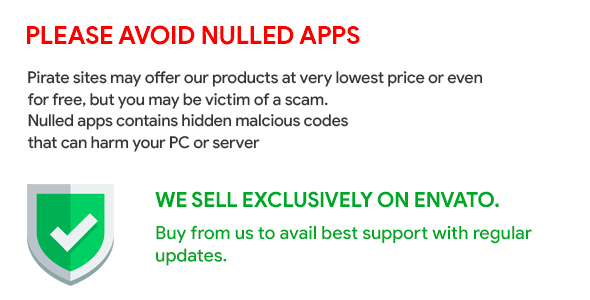 PLEASE AVOID NULLED APPS
Pirate sites may offer our products at very lowest price or even
for free, but you may be victim of a scam.
Nulled apps contains hidden malcious codes
that can harm your PC or server
WE SELL EXCLUSIVELY ON ENVATO.
Buy from us to avail best support with regular
updates.